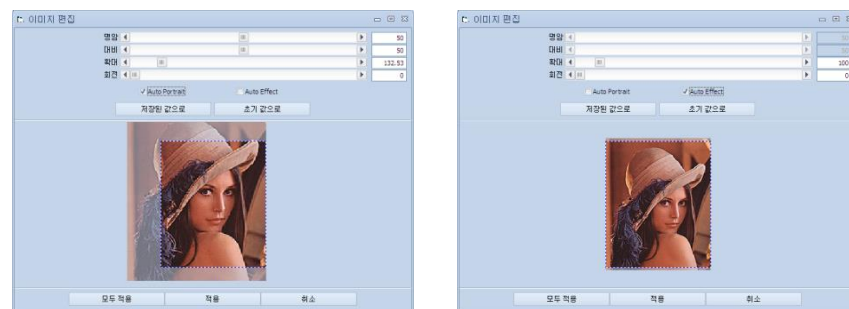 이미지 편집
명암 50
대비 50
확대 132.53
회전 0
Auto Portrait Auto Effect
저장된 값으로 초기 값으로
모두 적용 적용 취소
이미지 편집
명암 50
대비 50
확대 100
회전 0
Auto Portrait Auto Effect
저장된 값으로 초기 값으로
모두 적용 적용 취소